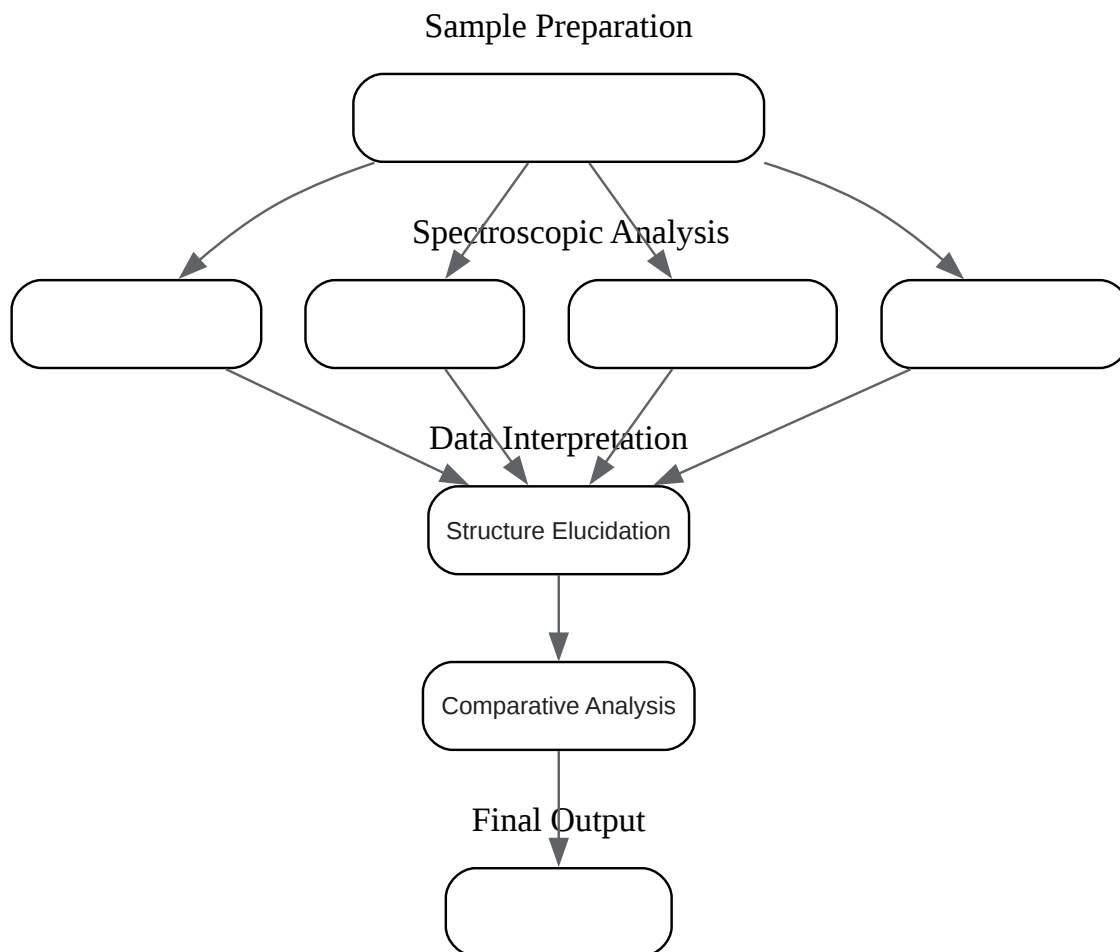 Sample Preparation
Spectroscopic Analysis
Data Interpretation
Structure Elucidation
Comparative Analysis
Final Output